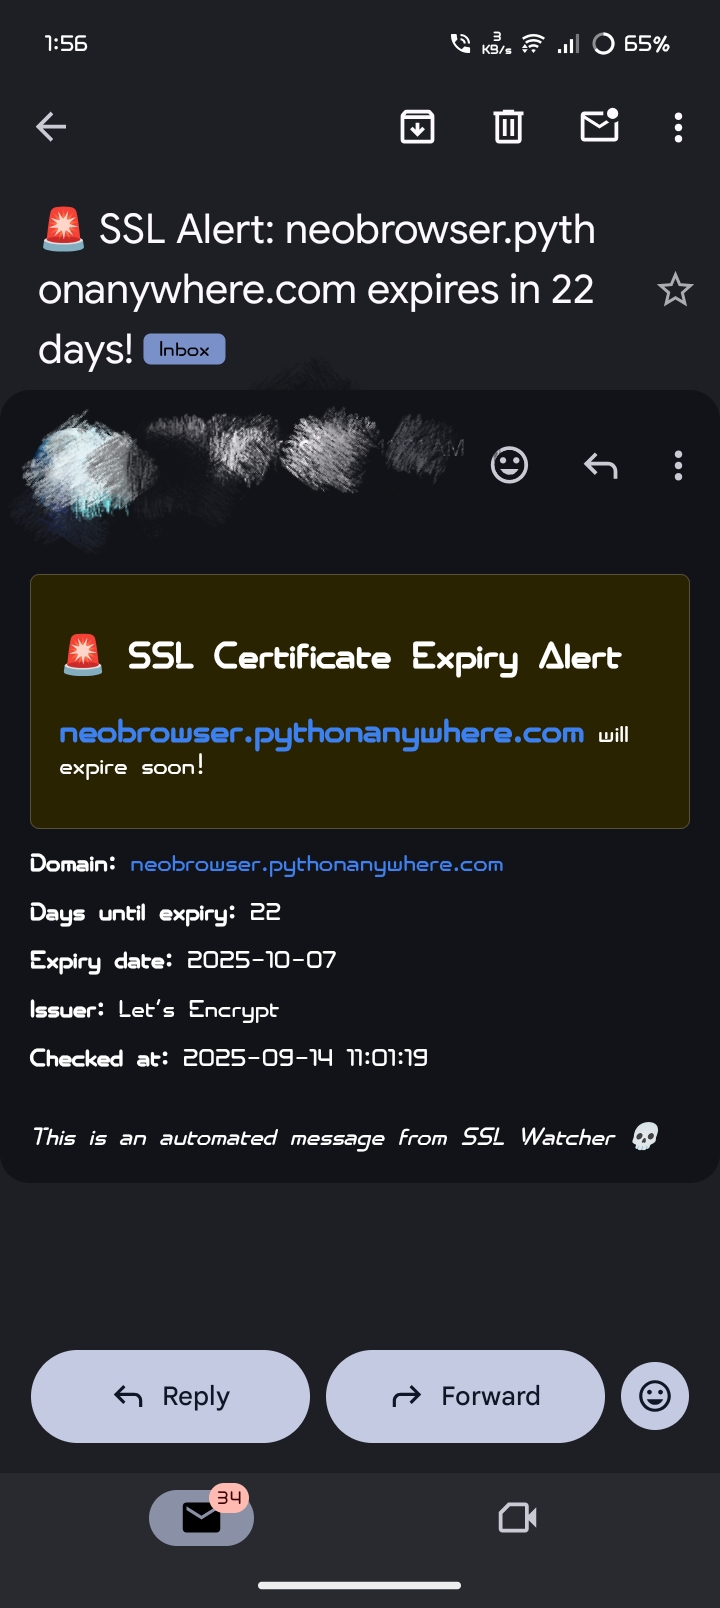 1:56
3
KB/s
65%
🚨 SSL Alert: neobrowser.pyth
onanywhere.com expires in 22
days! Inbox
🚨 SSL Certificate Expiry Alert
neobrowser.pythonanywhere.com will
expire soon!
Domain: neobrowser.pythonanywhere.com
Days until expiry: 22
Expiry date: 2025-10-07
Issuer: Let's Encrypt
Checked at: 2025-09-14 11:01:19
This is an automated message from SSL Watcher 💀
Reply
Forward
34